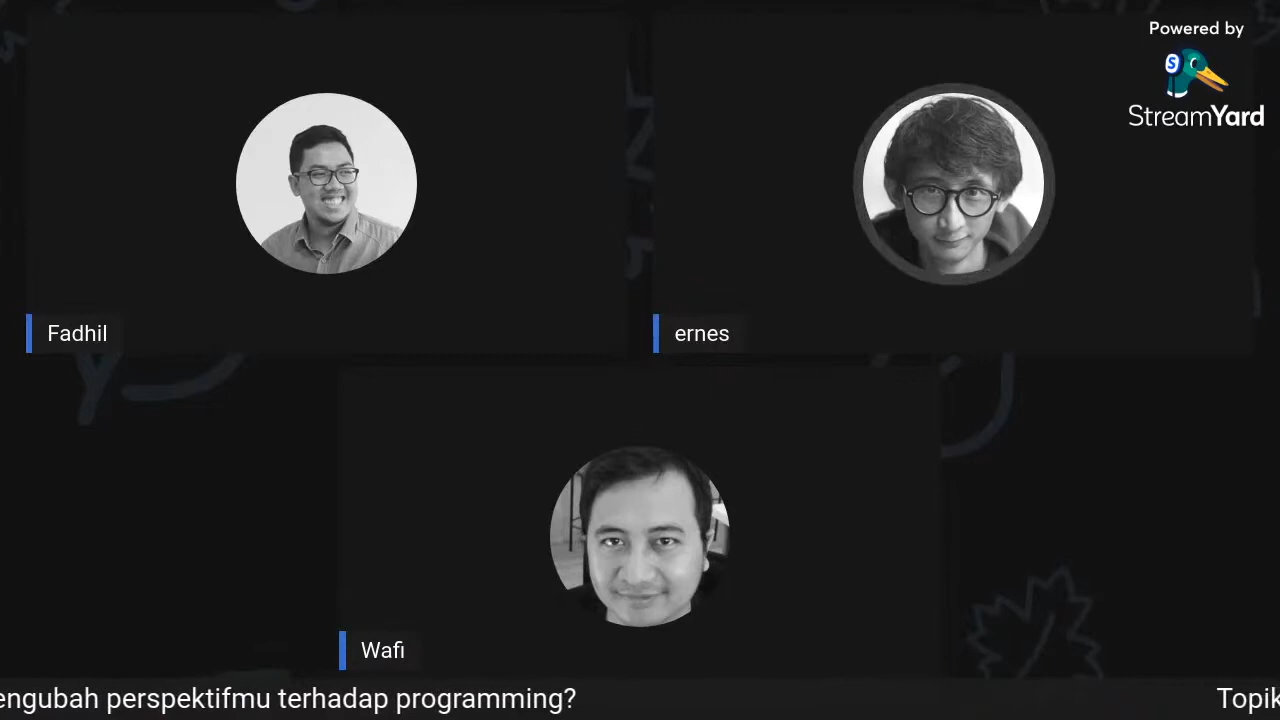 Powered by
StreamYard
Fadhil
ernes
Wafi
engubah perspektifmu terhadap programming?
Topik